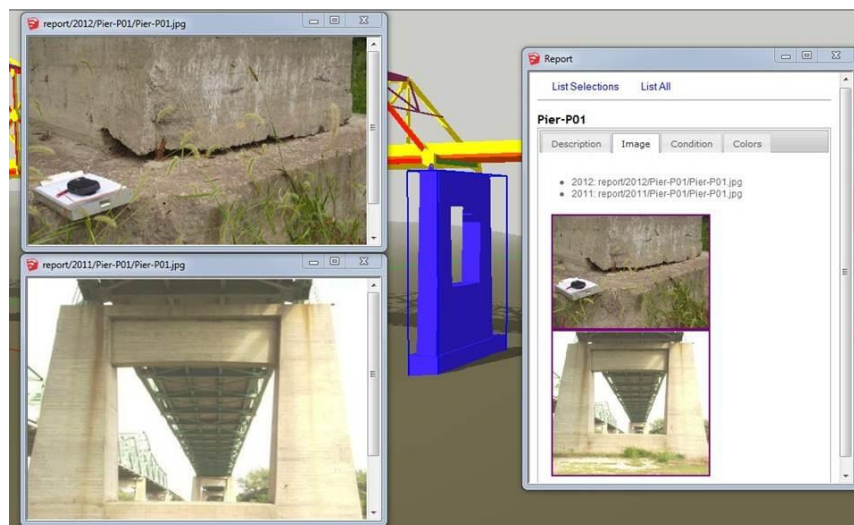 report/2012/Pier-P01/Pier-P01.jpg
report/2011/Pier-P01/Pier-P01.jpg
Report
List Selections List All
Pier-P01
Description Image Condition Colors
2012: report/2012/Pier-P01/Pier-P01.jpg
2011: report/2011/Pier-P01/Pier-P01.jpg